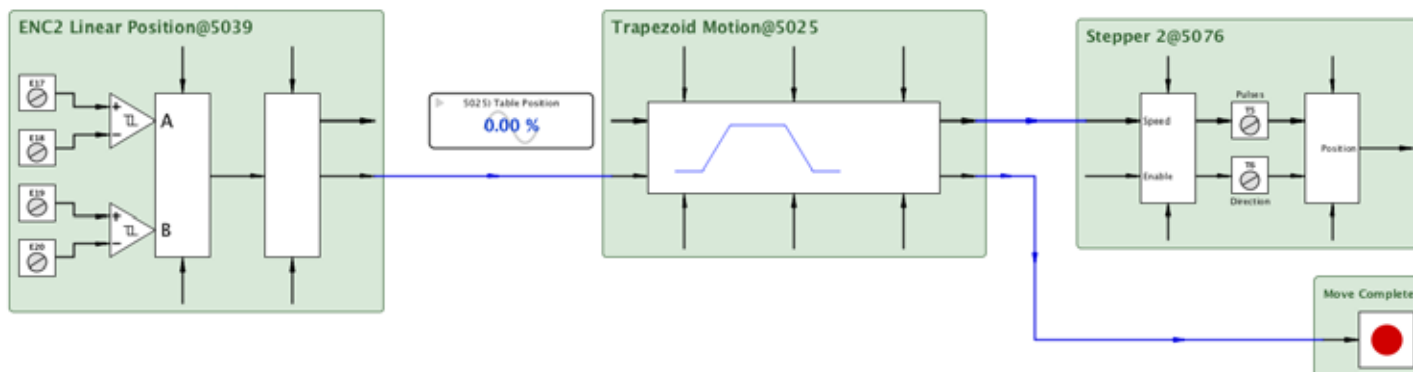 ENC2 Linear Position@5039
E17
E18
E19
E20
A
B
5025) Table Position
0.00 %
Trapezoid Motion@5025
Stepper 2@5076
Speed
Enable
Pulses
T5
T6
Direction
Position
Move Complete